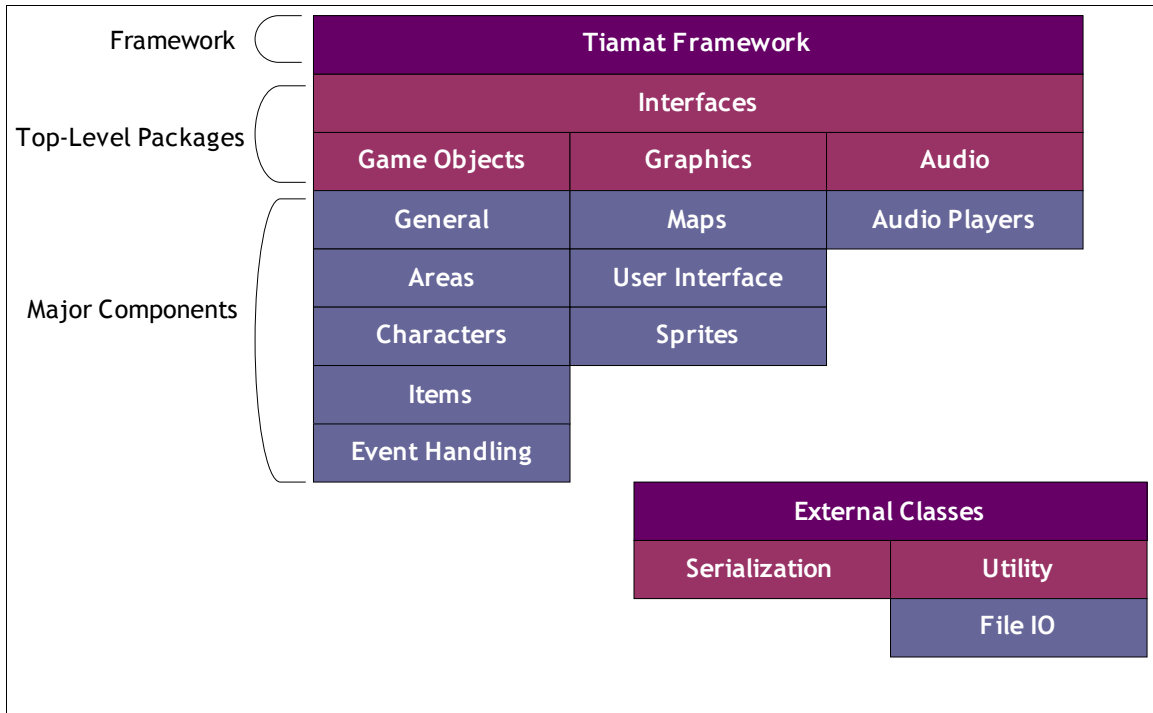 Framework
Tiamat Framework
Top-Level Packages
Interfaces
Game Objects
Graphics
Audio
Major Components
General
Maps
Audio Players
Areas
User Interface
Characters
Sprites
Items
Event Handling
External Classes
Serialization
Utility
File IO